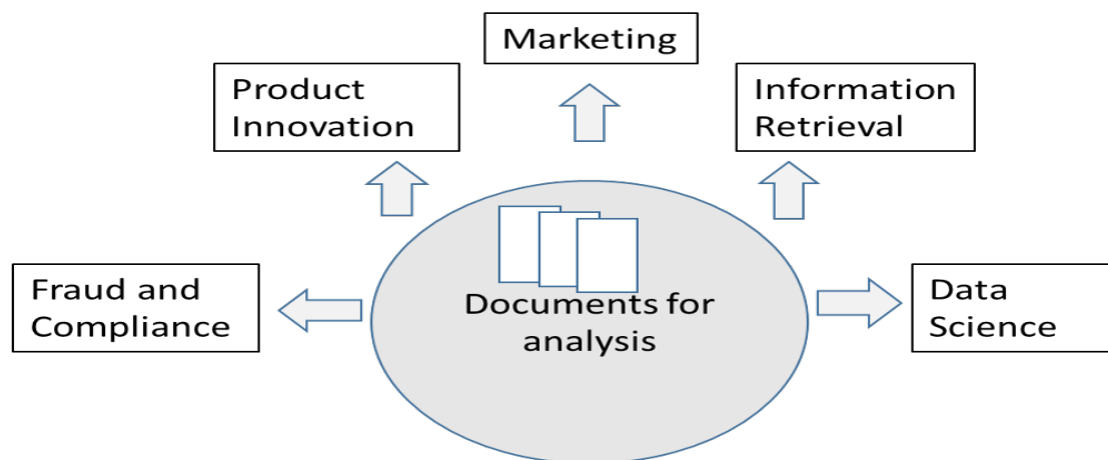 Marketing
Product
Innovation
Information
Retrieval
Fraud and
Compliance
Documents for
analysis
Data
Science